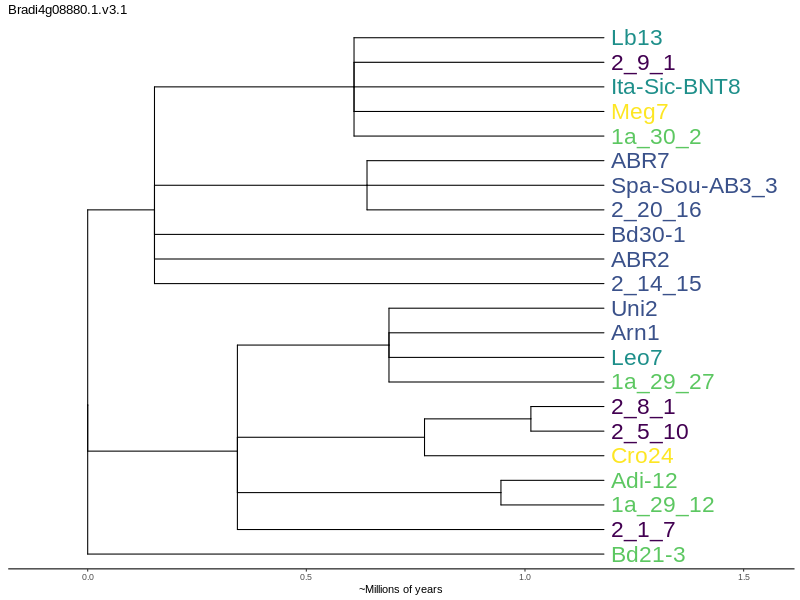 Bradi4g08880.1.v3.1
Lb13
2_9_1
Ita-Sic-BNT8
Meg7
1a_30_2
ABR7
Spa-Sou-AB3_3
2_20_16
Bd30-1
ABR2
2_14_15
Uni2
Arn1
Leo7
1a_29_27
2_8_1
2_5_10
Cro24
Adi-12
1a_29_12
2_1_7
Bd21-3
0.0 0.5 1.0 1.5
~Millions of years